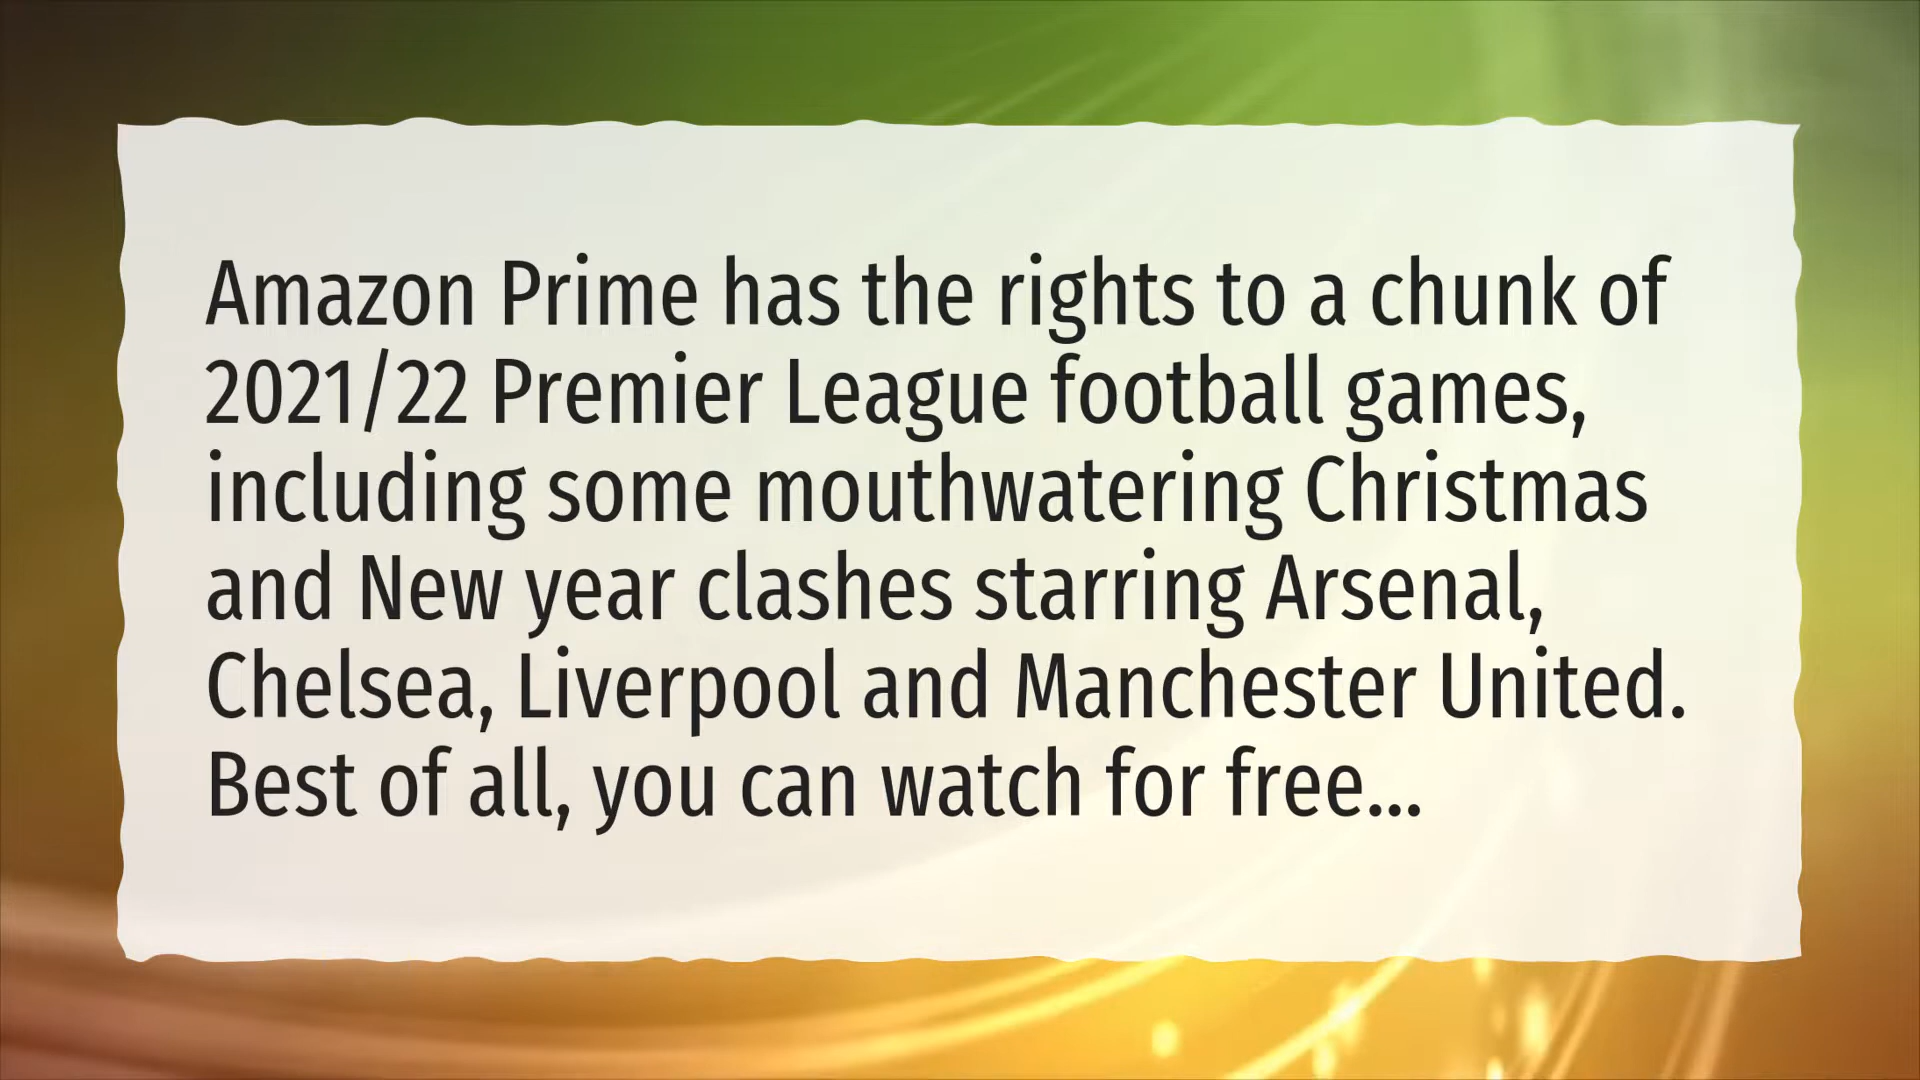 Amazon Prime has the rights to a chunk of
2021/22 Premier League football games,
including some mouthwatering Christmas
and New year clashes starring Arsenal,
Chelsea, Liverpool and Manchester United.
Best of all, you can watch for free...